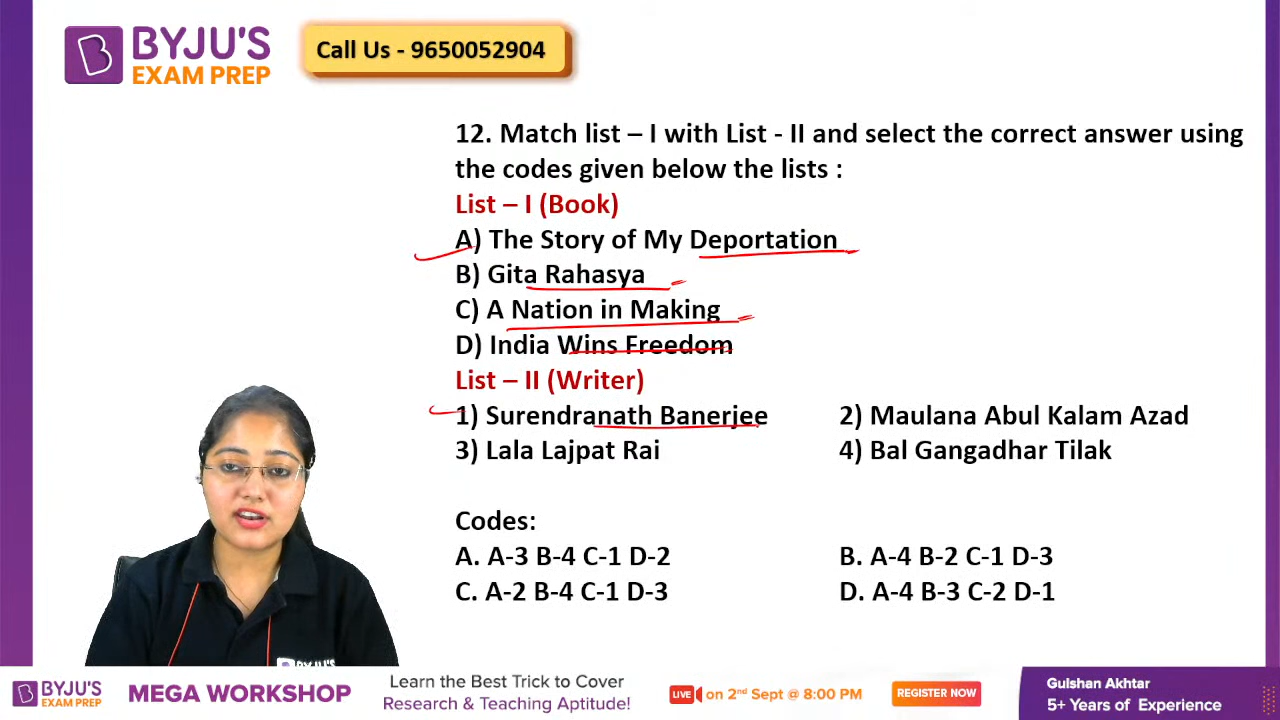 BYJU'S
EXAM PREP
Call Us - 9650052904
12. Match list – I with List - II and select the correct answer using
the codes given below the lists :
List – I (Book)
A) The Story of My Deportation
B) Gita Rahasya
C) A Nation in Making
D) India Wins Freedom
List – II (Writer)
1) Surendranath Banerjee 2) Maulana Abul Kalam Azad
3) Lala Lajpat Rai 4) Bal Gangadhar Tilak
Codes:
A. A-3 B-4 C-1 D-2 B. A-4 B-2 C-1 D-3
C. A-2 B-4 C-1 D-3 D. A-4 B-3 C-2 D-1
BYJU'S
BYJU'S
EXAM PREP
MEGA WORKSHOP
Learn the Best Trick to Cover
Research & Teaching Aptitude!
LIVE on 2nd Sept @ 8:00 PM
REGISTER NOW
Gulshan Akhtar
5+ Years of Experience